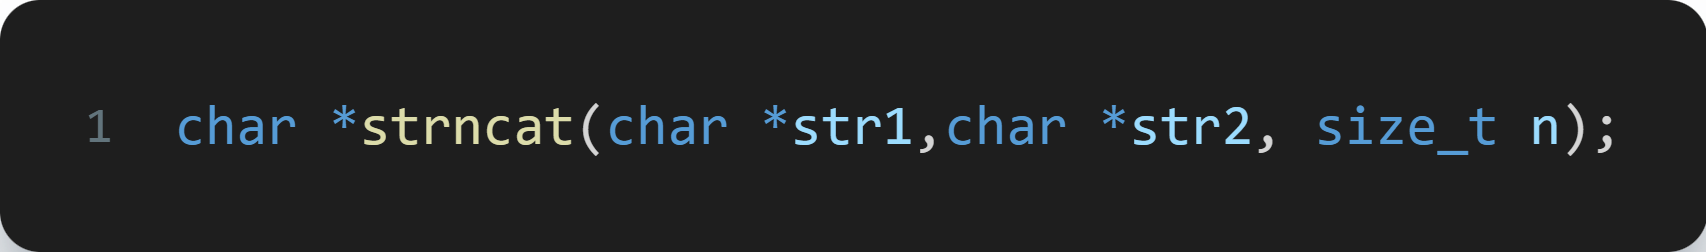 1 char *strncat(char *str1,char *str2, size_t n);